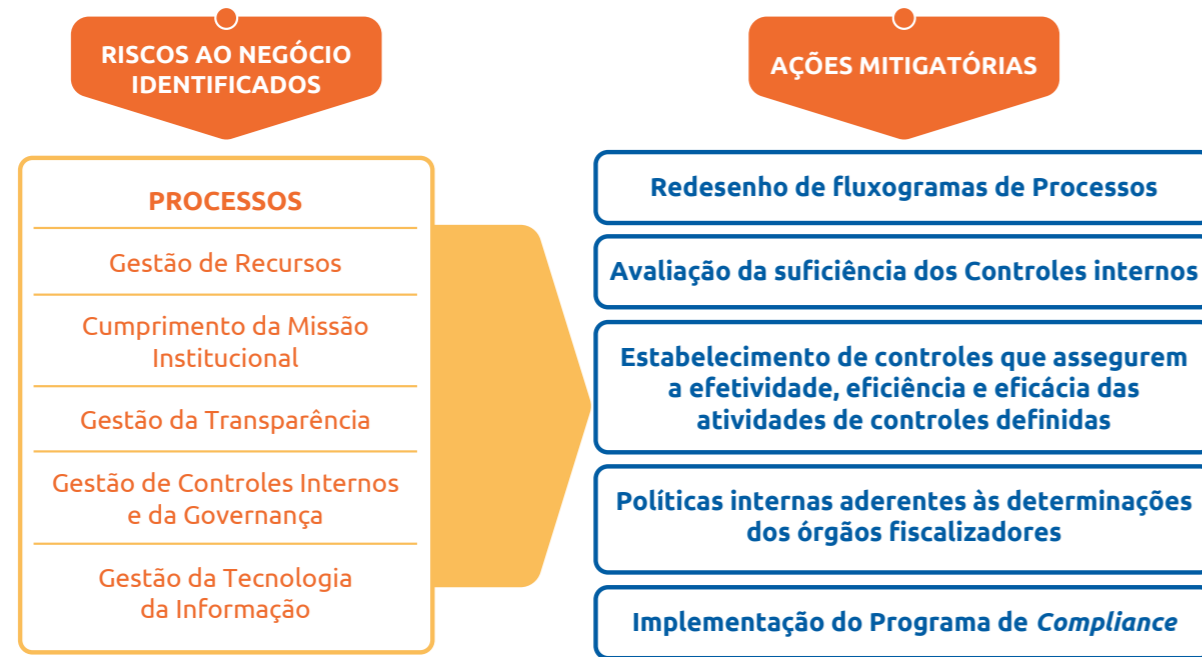 RISCOS AO NEGÓCIO
IDENTIFICADOS
PROCESSOS
Gestão de Recursos
Cumprimento da Missão
Institucional
Gestão da Transparência
Gestão de Controles Internos
e da Governança
Gestão da Tecnologia
da Informação
AÇÕES MITIGATÓRIAS
Redesenho de fluxogramas de Processos
Avaliação da suficiência dos Controles internos
Estabelecimento de controles que assegurem
a efetividade, eficiência e eficácia das
atividades de controles definidas
Políticas internas aderentes às determinações
dos órgãos fiscalizadores
Implementação do Programa de Compliance